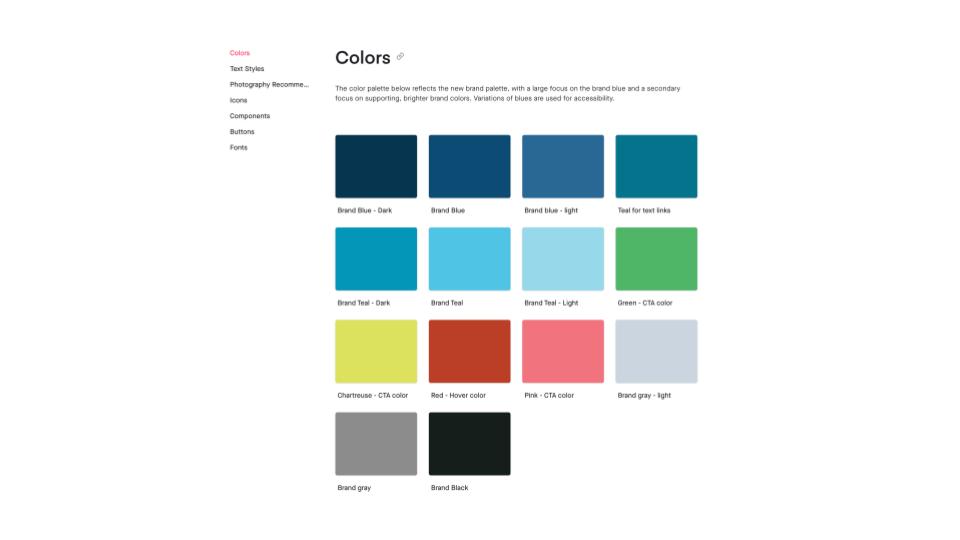 Colors
Text Styles
Photography Recomme...
Icons
Components
Buttons
Fonts
Colors
The color palette below reflects the new brand palette, with a large focus on the brand blue and a secondary
focus on supporting, brighter brand colors. Variations of blues are used for accessibility.
Brand Blue - Dark
Brand Blue
Brand blue - light
Teal for text links
Brand Teal - Dark
Brand Teal
Brand Teal - Light
Green - CTA color
Chartreuse - CTA color
Red - Hover color
Pink - CTA color
Brand gray - light
Brand gray
Brand Black